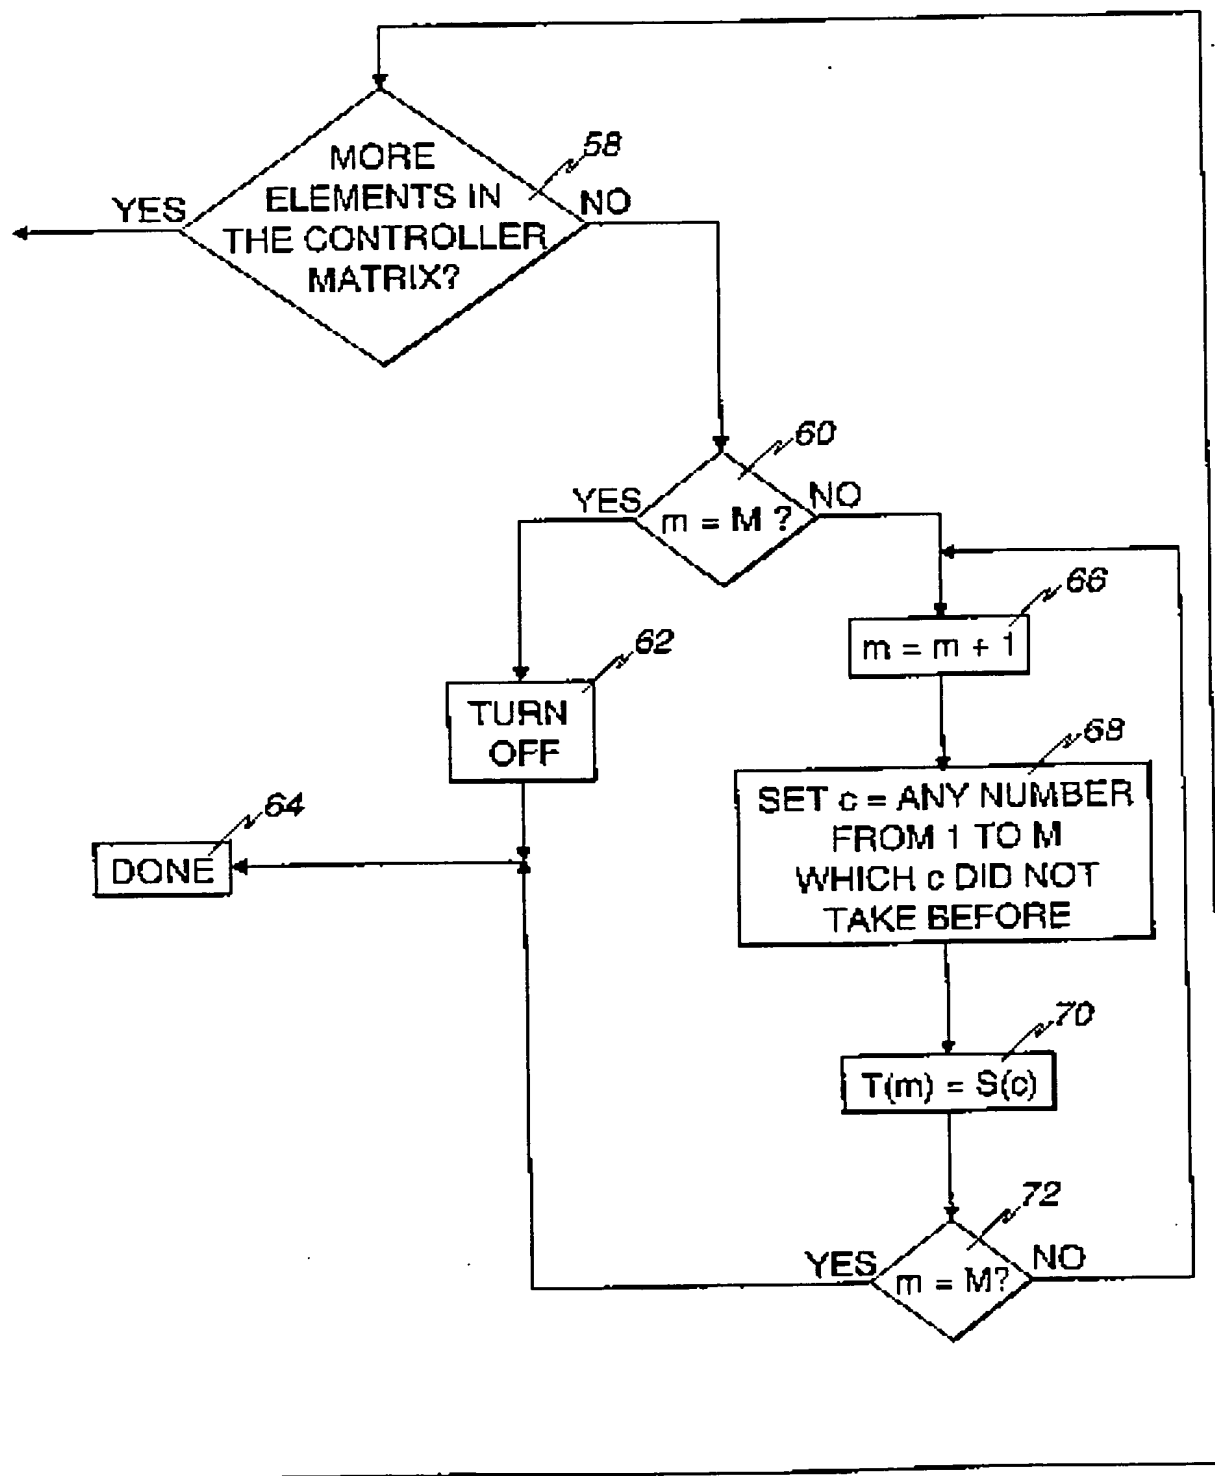 58
MORE
ELEMENTS IN
THE CONTROLLER
MATRIX?
YES
NO
60
m = M ?
YES
NO
66
m = m + 1
62
TURN
OFF
64
DONE
68
SET c = ANY NUMBER
FROM 1 TO M
WHICH c DID NOT
TAKE BEFORE
70
T(m) = S(c)
72
m = M?
YES
NO